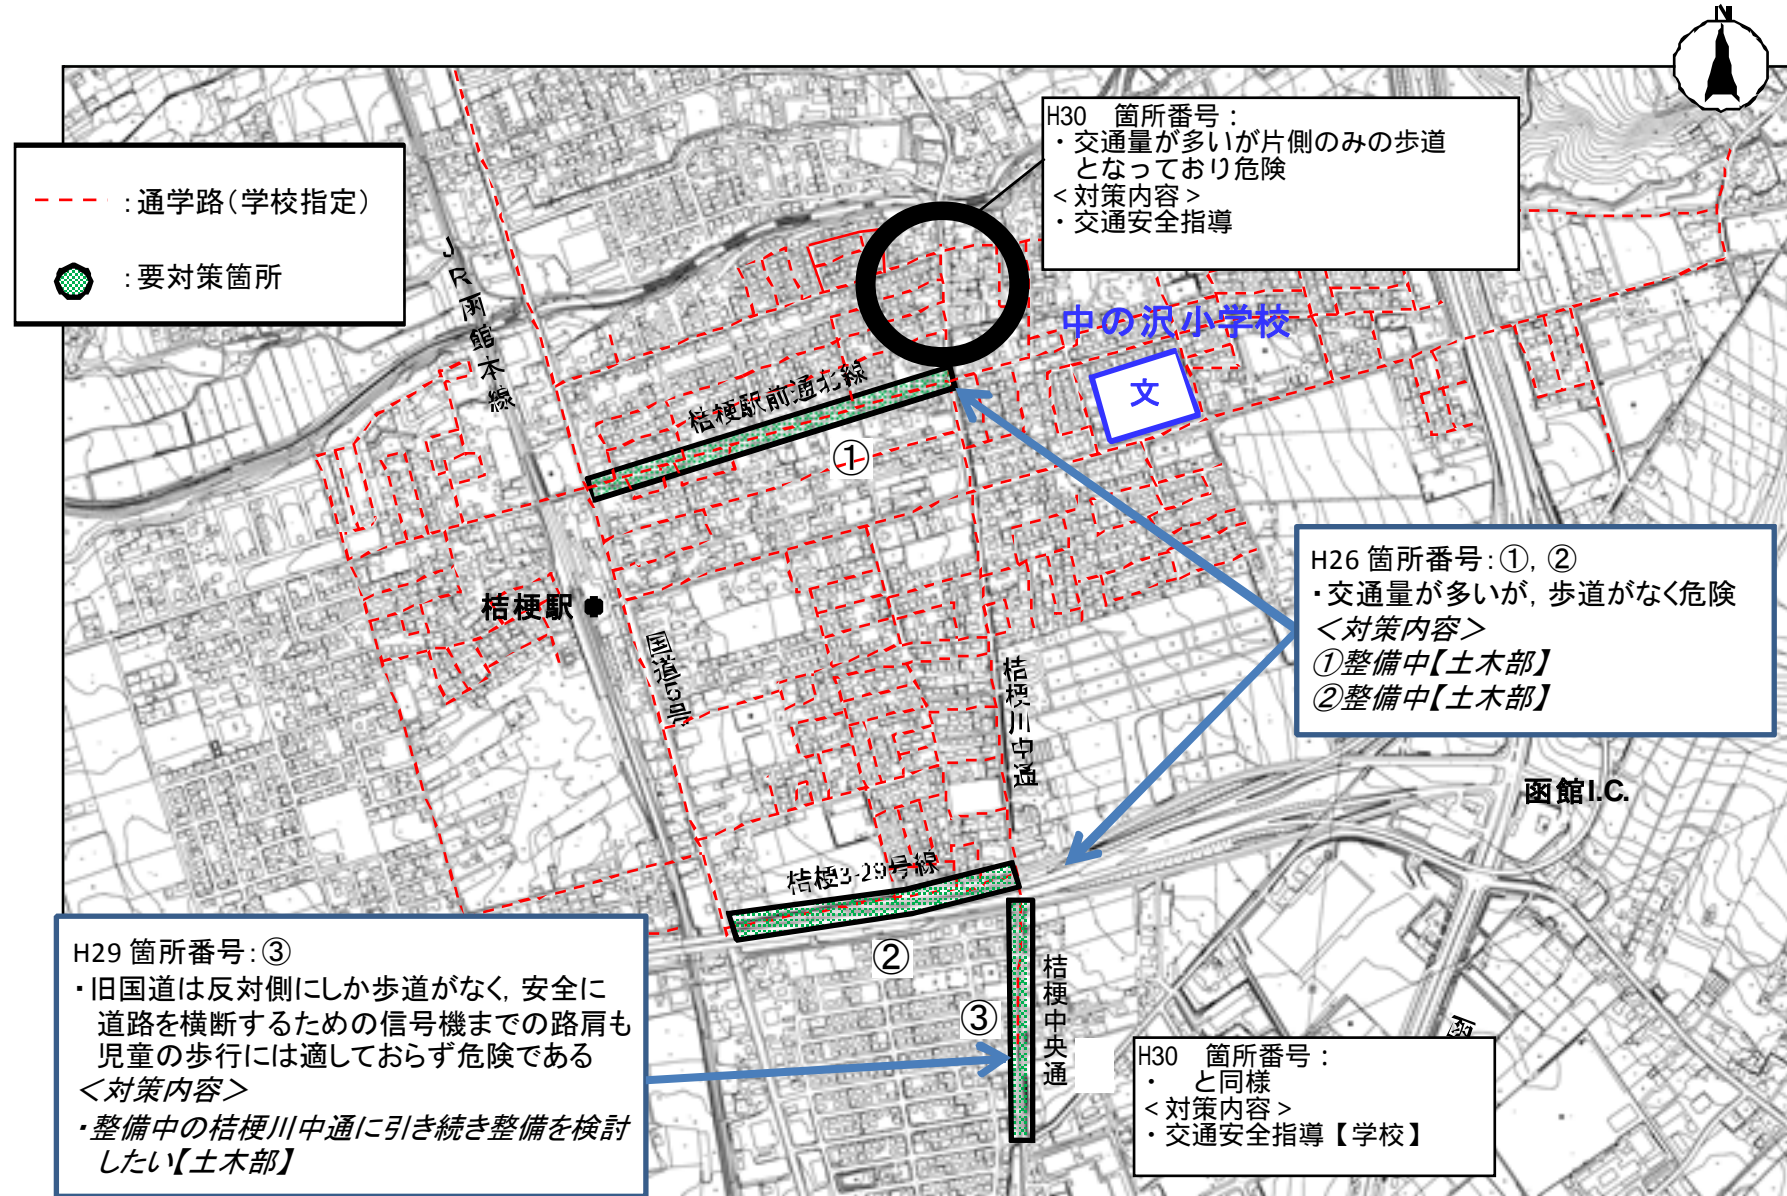 N
H30 箇所番号：
・交通量が多いが片側のみの歩道
となっており危険
＜対策内容＞
・交通安全指導
：通学路（学校指定）
：要対策箇所
JR函館本線
中の沢小学校
文
桔梗駅前通北線
①
H26 箇所番号：①，②
・交通量が多いが，歩道がなく危険
＜対策内容＞
①整備中【土木部】
②整備中【土木部】
桔梗駅
国道5号
桔梗川中通
函館I.C.
桔梗3-29号線
②
H29 箇所番号：③
・旧国道は反対側にしか歩道がなく，安全に
道路を横断するための信号機までの路肩も
児童の歩行には適しておらず危険である
＜対策内容＞
・整備中の桔梗川中通に引き続き整備を検討
したい【土木部】
③
桔梗中央通
函
H30 箇所番号：
・ と同様
＜対策内容＞
・交通安全指導【学校】